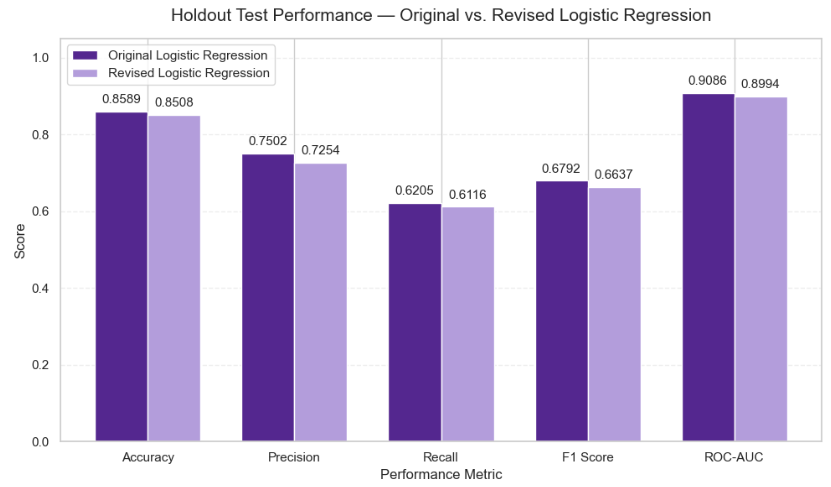 Holdout Test Performance — Original vs. Revised Logistic Regression
Original Logistic Regression
Revised Logistic Regression
1.0
0.8
0.6
0.4
0.2
0.0
Score
0.8589
0.8508
0.7502
0.7254
0.6205
0.6116
0.6792
0.6637
0.9086
0.8994
Accuracy
Precision
Recall
F1 Score
ROC-AUC
Performance Metric